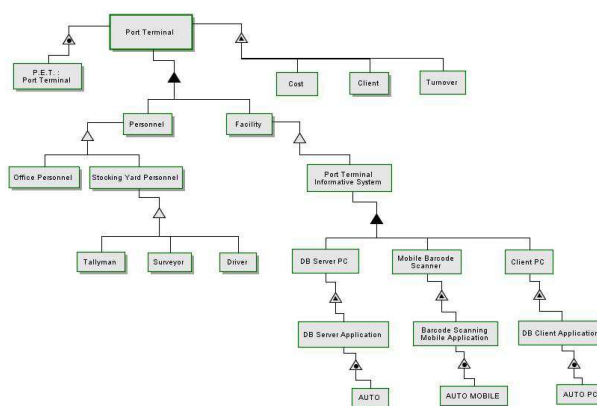 Port Terminal
P.E.T. :
Port Terminal
Cost
Client
Turnover
Personnel
Facility
Office Personnel
Stocking Yard Personnel
Port Terminal
Informative System
Tallyman
Surveyor
Driver
DB Server PC
Mobile Barcode
Scanner
Client PC
DB Server Application
Barcode Scanning
Mobile Application
DB Client Application
AUTO
AUTO MOBILE
AUTO PC